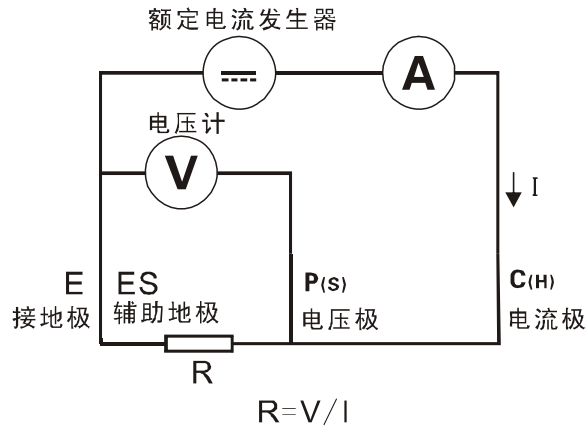 额定电流发生器
A
电压计
V
I
E ES P(S) C(H)
接地极 辅助地极 电压极 电流极
R
R=V/I